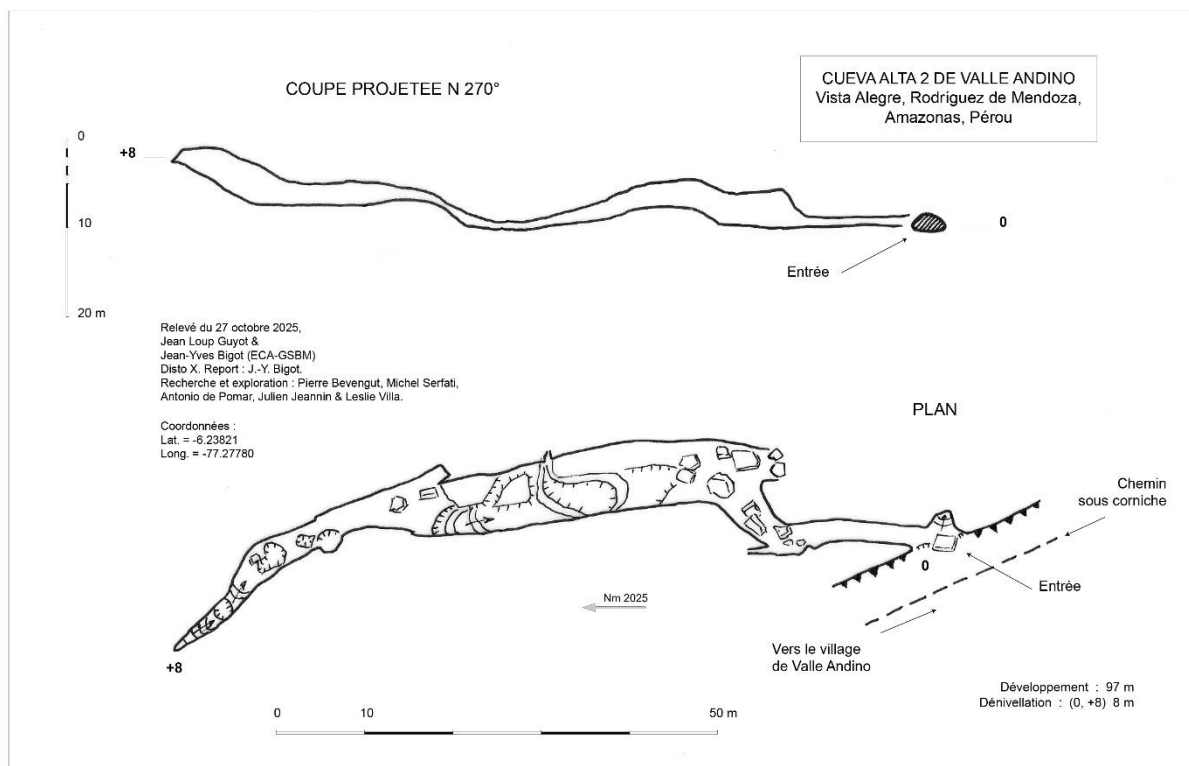 COUPE PROJETEE N 270°
CUEVA ALTA 2 DE VALLE ANDINO
Vista Alegre, Rodriguez de Mendoza,
Amazonas, Pérou
0
+8
10
20 m
0
Entrée
Relevé du 27 octobre 2025,
Jean Loup Guyot &
Jean-Yves Bigot (ECA-GSBM)
Disto X. Report : J.-Y. Bigot.
Recherche et exploration : Pierre Bevengut, Michel Serfati,
Antonio de Pomar, Julien Jeannin & Leslie Villa.
Coordonnées :
Lat. = -6.23821
Long. = -77.27780
PLAN
Chemin
sous corniche
0
Entrée
Nm 2025
Vers le village
de Valle Andino
+8
Développement : 97 m
Dénivellation : (0, +8) 8 m
0
10
50 m